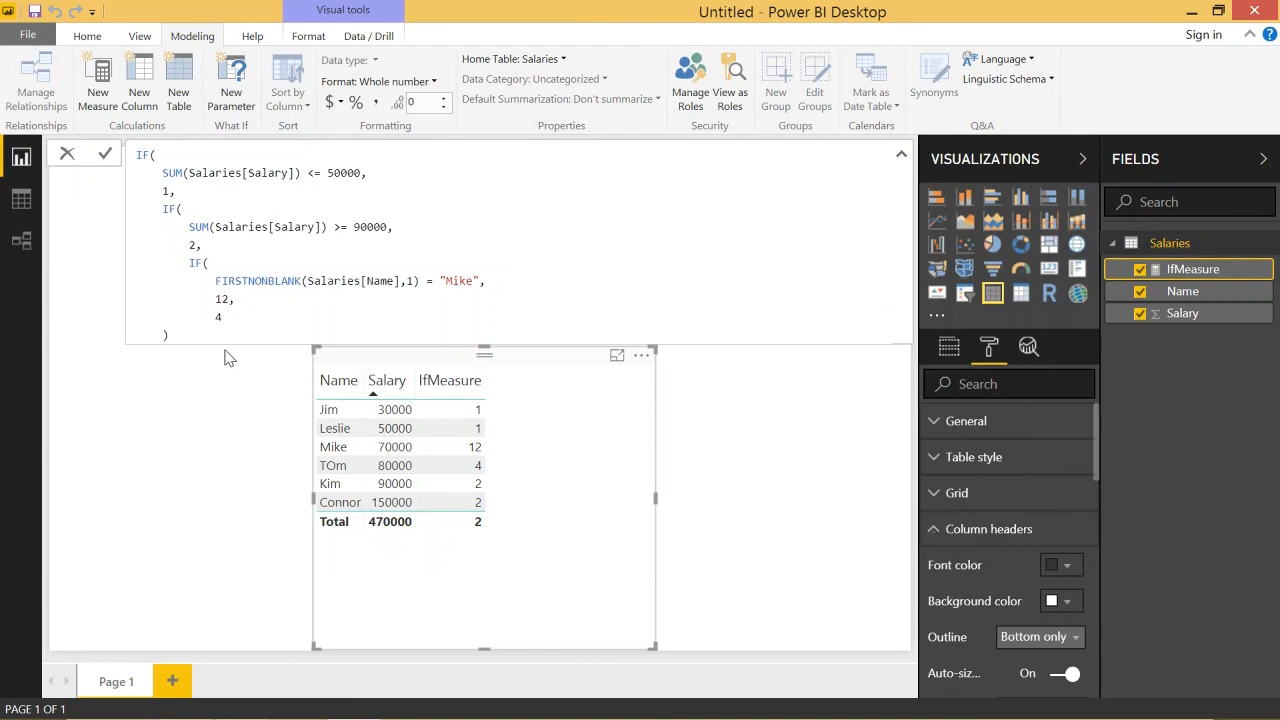 Visual tools
Untitled - Power BI Desktop
File Home View Modeling Help Format Data / Drill Sign in
Manage Relationships
New Measure
New Column
New Table
New Parameter
Sort by Column
Data type:
Format: Whole number
$ % , .00 0
Home Table: Salaries
Data Category: Uncategorized
Default Summarization: Don't summarize
Manage Roles
View as Roles
New Group
Edit Groups
Mark as Date Table
Synonyms
Language
Linguistic Schema
Relationships Calculations What If Sort Formatting Properties Security Groups Calendars Q&A
IF(
SUM(Salaries[Salary]) <= 50000,
1,
IF(
SUM(Salaries[Salary]) >= 90000,
2,
IF(
FIRSTNONBLANK(Salaries[Name],1) = "Mike",
12,
4
)
Name Salary IfMeasure
Jim 30000 1
Leslie 50000 1
Mike 70000 12
TOm 80000 4
Kim 90000 2
Connor 150000 2
Total 470000 2
VISUALIZATIONS
123
R
Search
General
Table style
Grid
Column headers
Font color
Background color
Outline Bottom only
Auto-siz... On
FIELDS
Search
Salaries
IfMeasure
Name
Σ Salary
Page 1
PAGE 1 OF 1